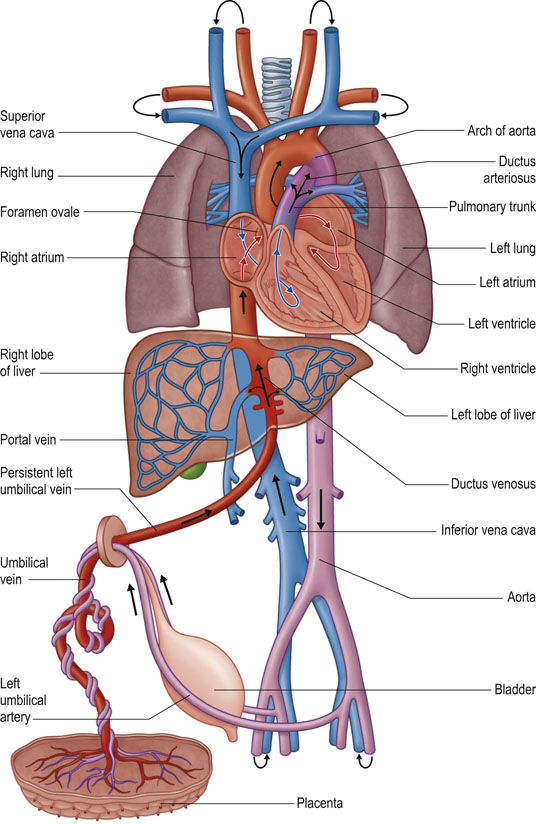 Superior
vena cava
Right lung
Foramen ovale
Right atrium
Right lobe
of liver
Portal vein
Persistent left
umbilical vein
Umbilical
vein
Left
umbilical
artery
Arch of aorta
Ductus
arteriosus
Pulmonary trunk
Left lung
Left atrium
Left ventricle
Right ventricle
Left lobe of liver
Ductus venosus
Inferior vena cava
Aorta
Bladder
Placenta